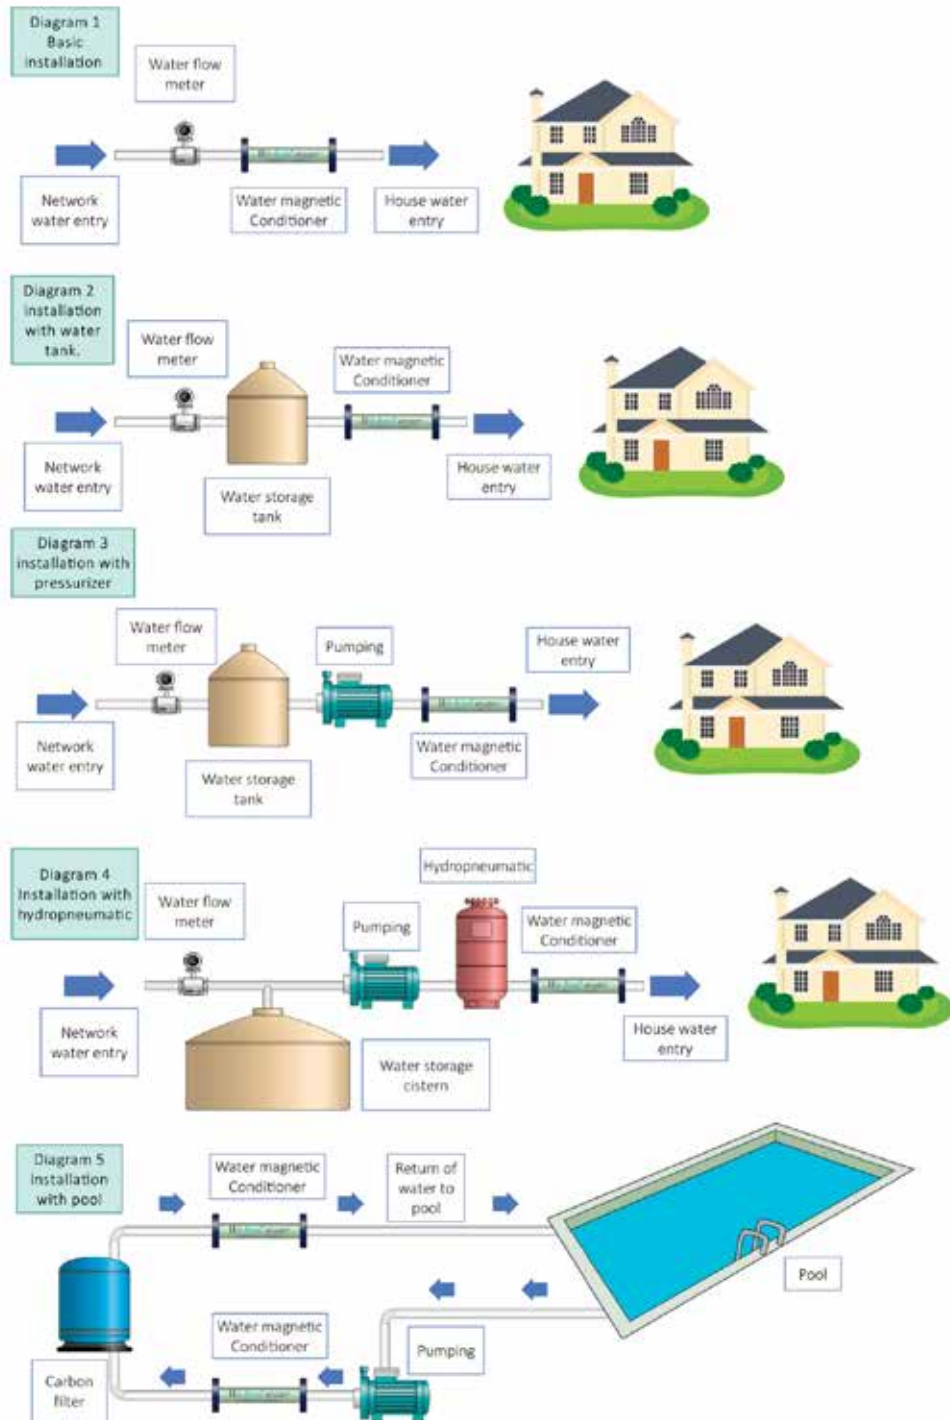 Diagram 1
Basic
installation
Water flow
meter
Network
water entry
Water magnetic
Conditioner
House water
entry
Diagram 2
installation
with water
tank.
Water flow
meter
Water magnetic
Conditioner
Network
water entry
Water storage
tank
House water
entry
Diagram 3
installation with
pressurizer
Water flow
meter
Pumping
House water
entry
Network
water entry
Water storage
tank
Water magnetic
Conditioner
Diagram 4
Installation with
hydropneumatic
Water flow
meter
Pumping
Hydropneumatic
Water magnetic
Conditioner
Network
water entry
Water storage
cistern
House water
entry
Diagram 5
Installation
with pool
Water magnetic
Conditioner
Return of
water to
pool
Pool
Water magnetic
Conditioner
Pumping
Carbon
filter